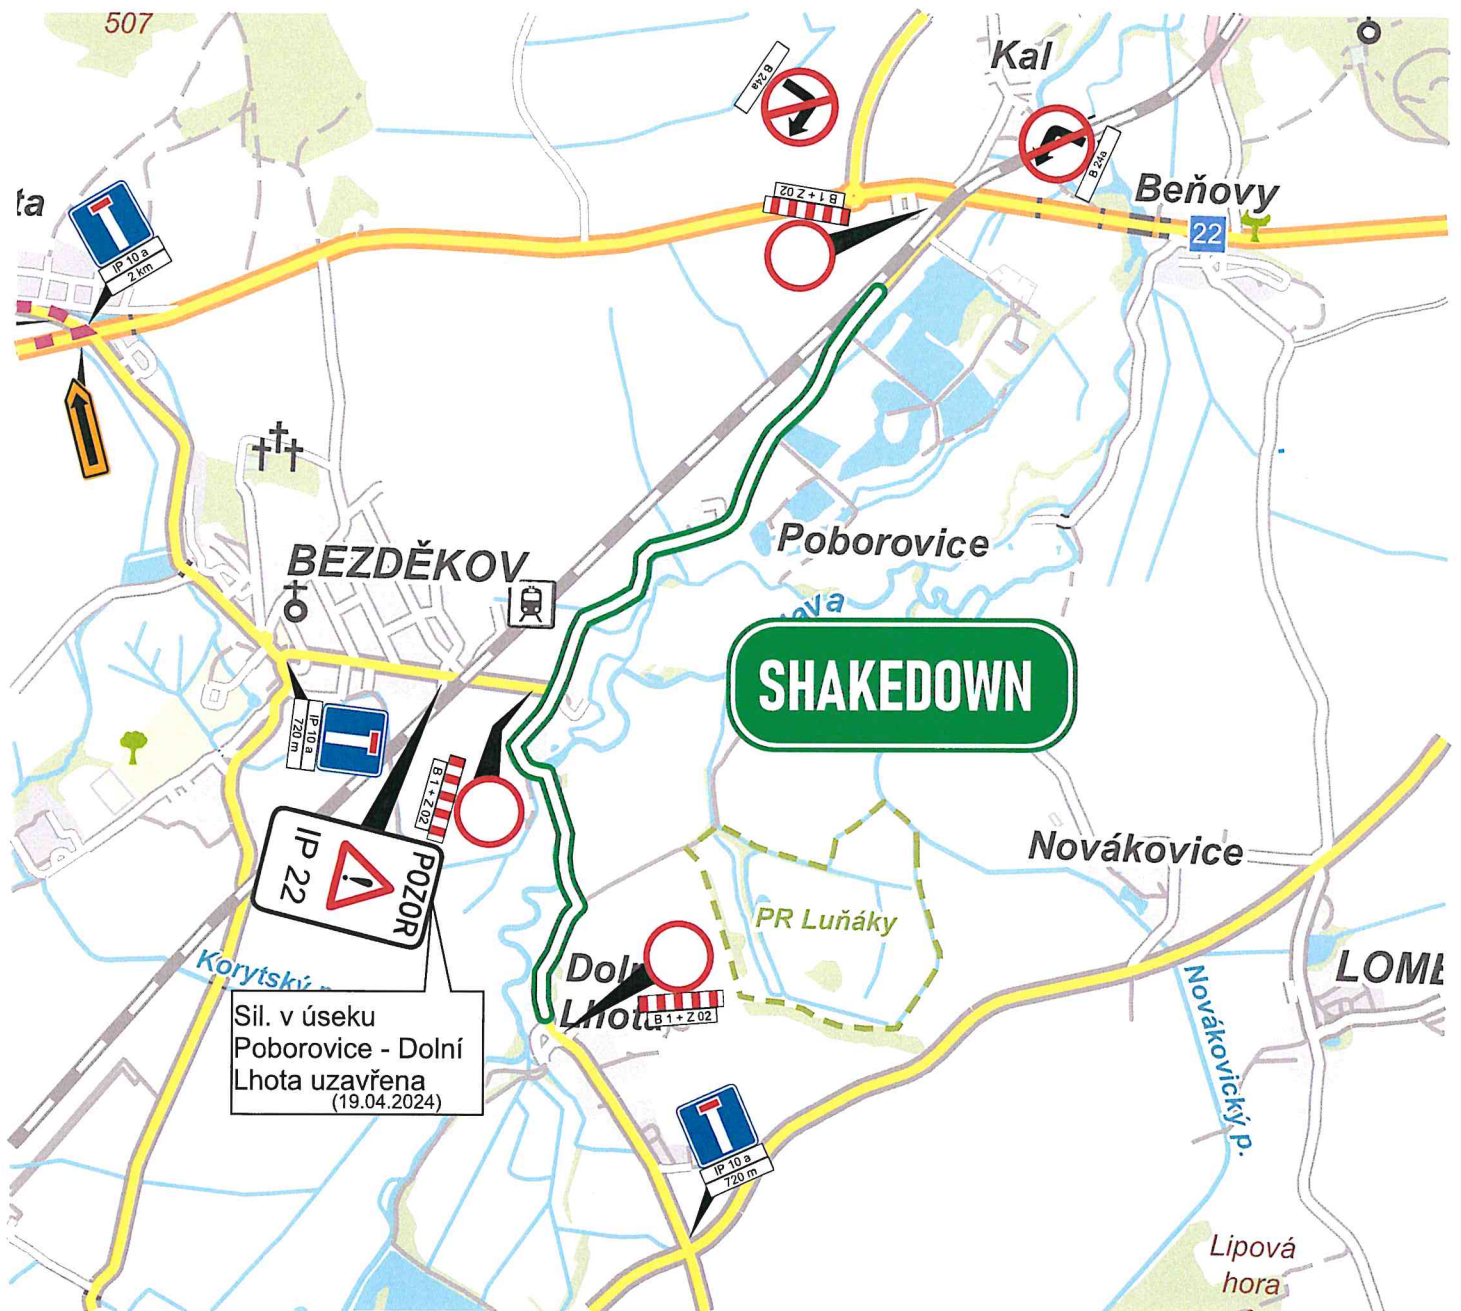 507
Kal
B 24a
B 24a
Beňovy
22
ta
IP 10 a
2 km
B 1 + Z 02
Poborovice
BEZDĚKOV
SHAKEDOWN
IP 10 a
720 m
B 1 + Z 02
POZOR
IP 22
Novákovice
PR Luňáky
Korytský
Dolní
Lhota
B 1 + Z 02
LOME
Sil. v úseku
Poborovice - Dolní
Lhota uzavřena
(19.04.2024)
Novákovický p.
IP 10 a
720 m
Lipová
hora